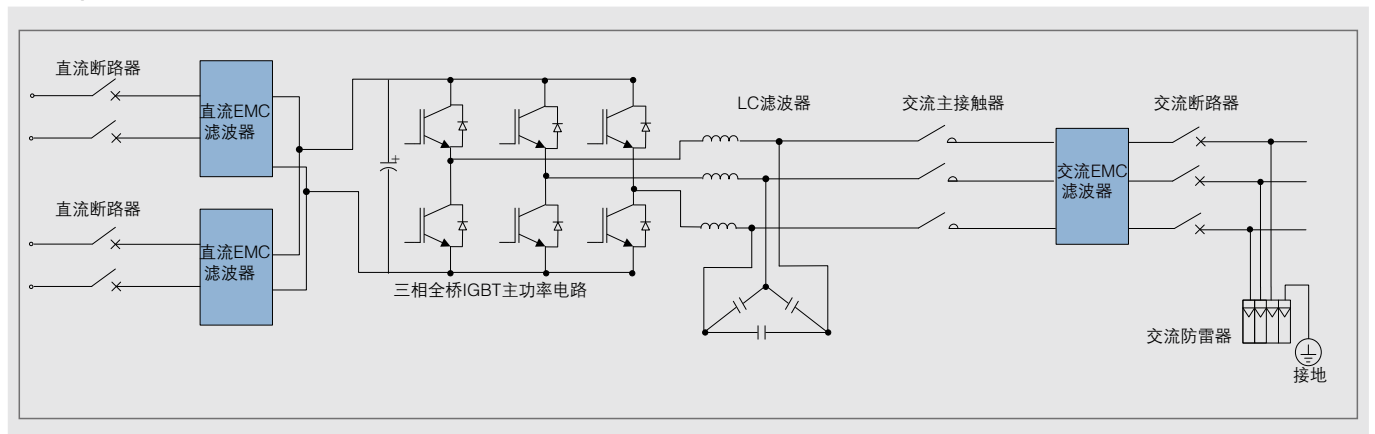 直流断路器
直流EMC
滤波器
直流断路器
直流EMC
滤波器
+
三相全桥IGBT主功率电路
LC滤波器
交流主接触器
交流EMC
滤波器
交流断路器
交流防雷器
接地